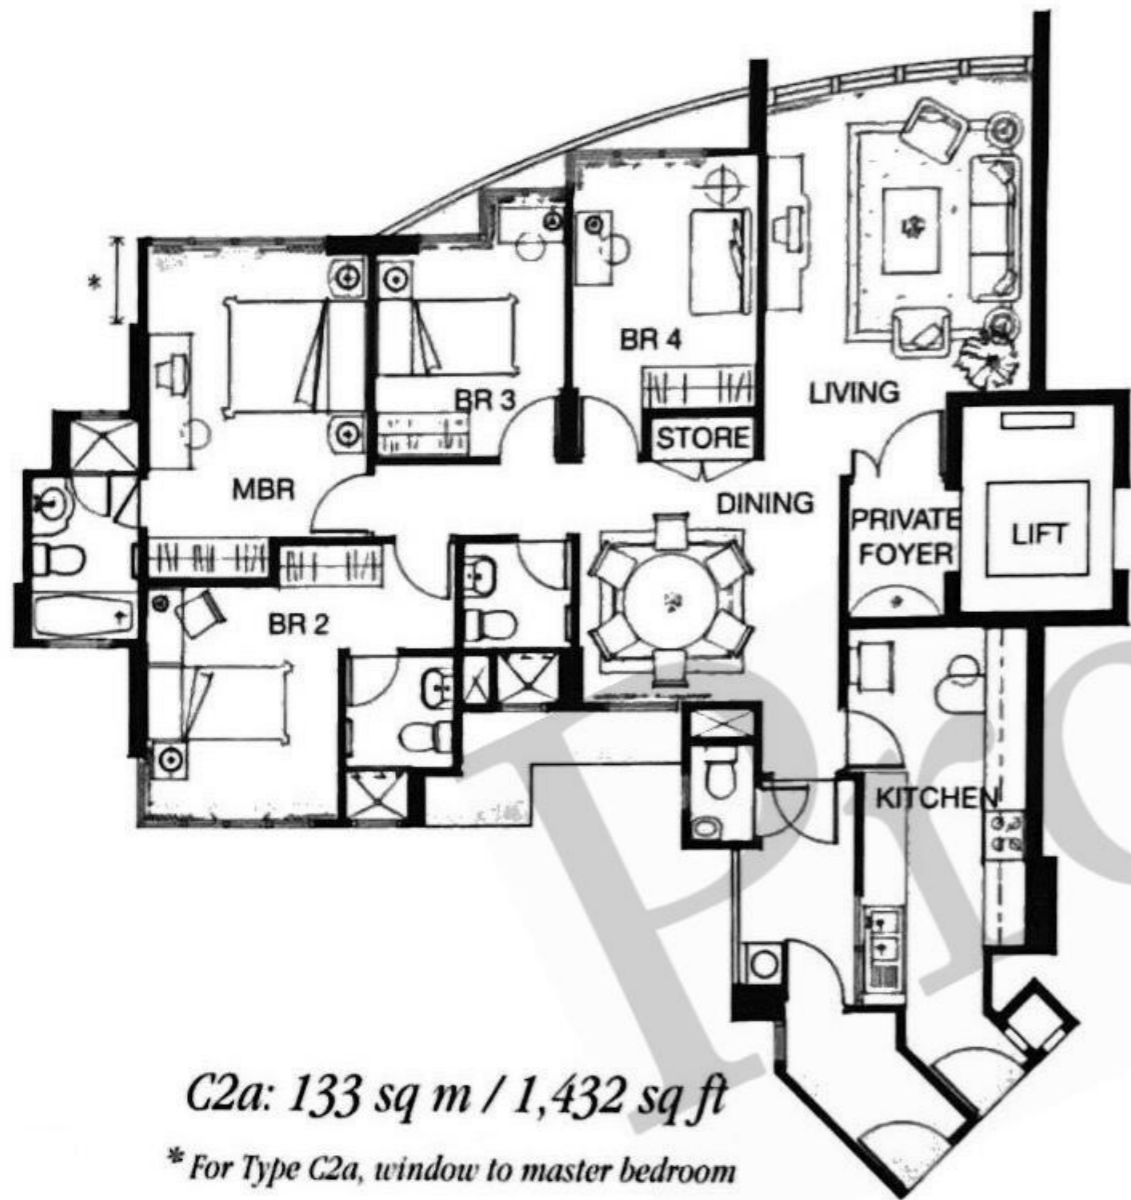 BR 4
LIVING
BR 3
STORE
MBR
DINING
PRIVATE
FOYER
LIFT
BR 2
KITCHEN
Pro
C2a: 133 sq m / 1,432 sq ft
* For Type C2a, window to master bedroom
*